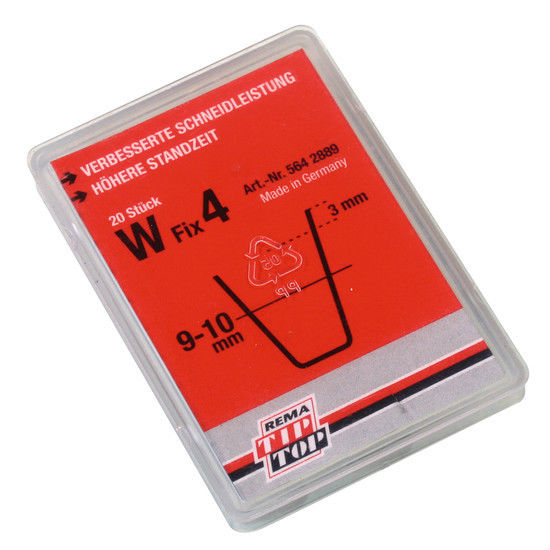 VERBESSERTE SCHNEIDLEISTUNG
HÖHERE STANDZEIT
20 Stück
W Fix 4
Art.-Nr. 564 2889
Made in Germany
3 mm
9-10
mm
REMA
TIP
TOP